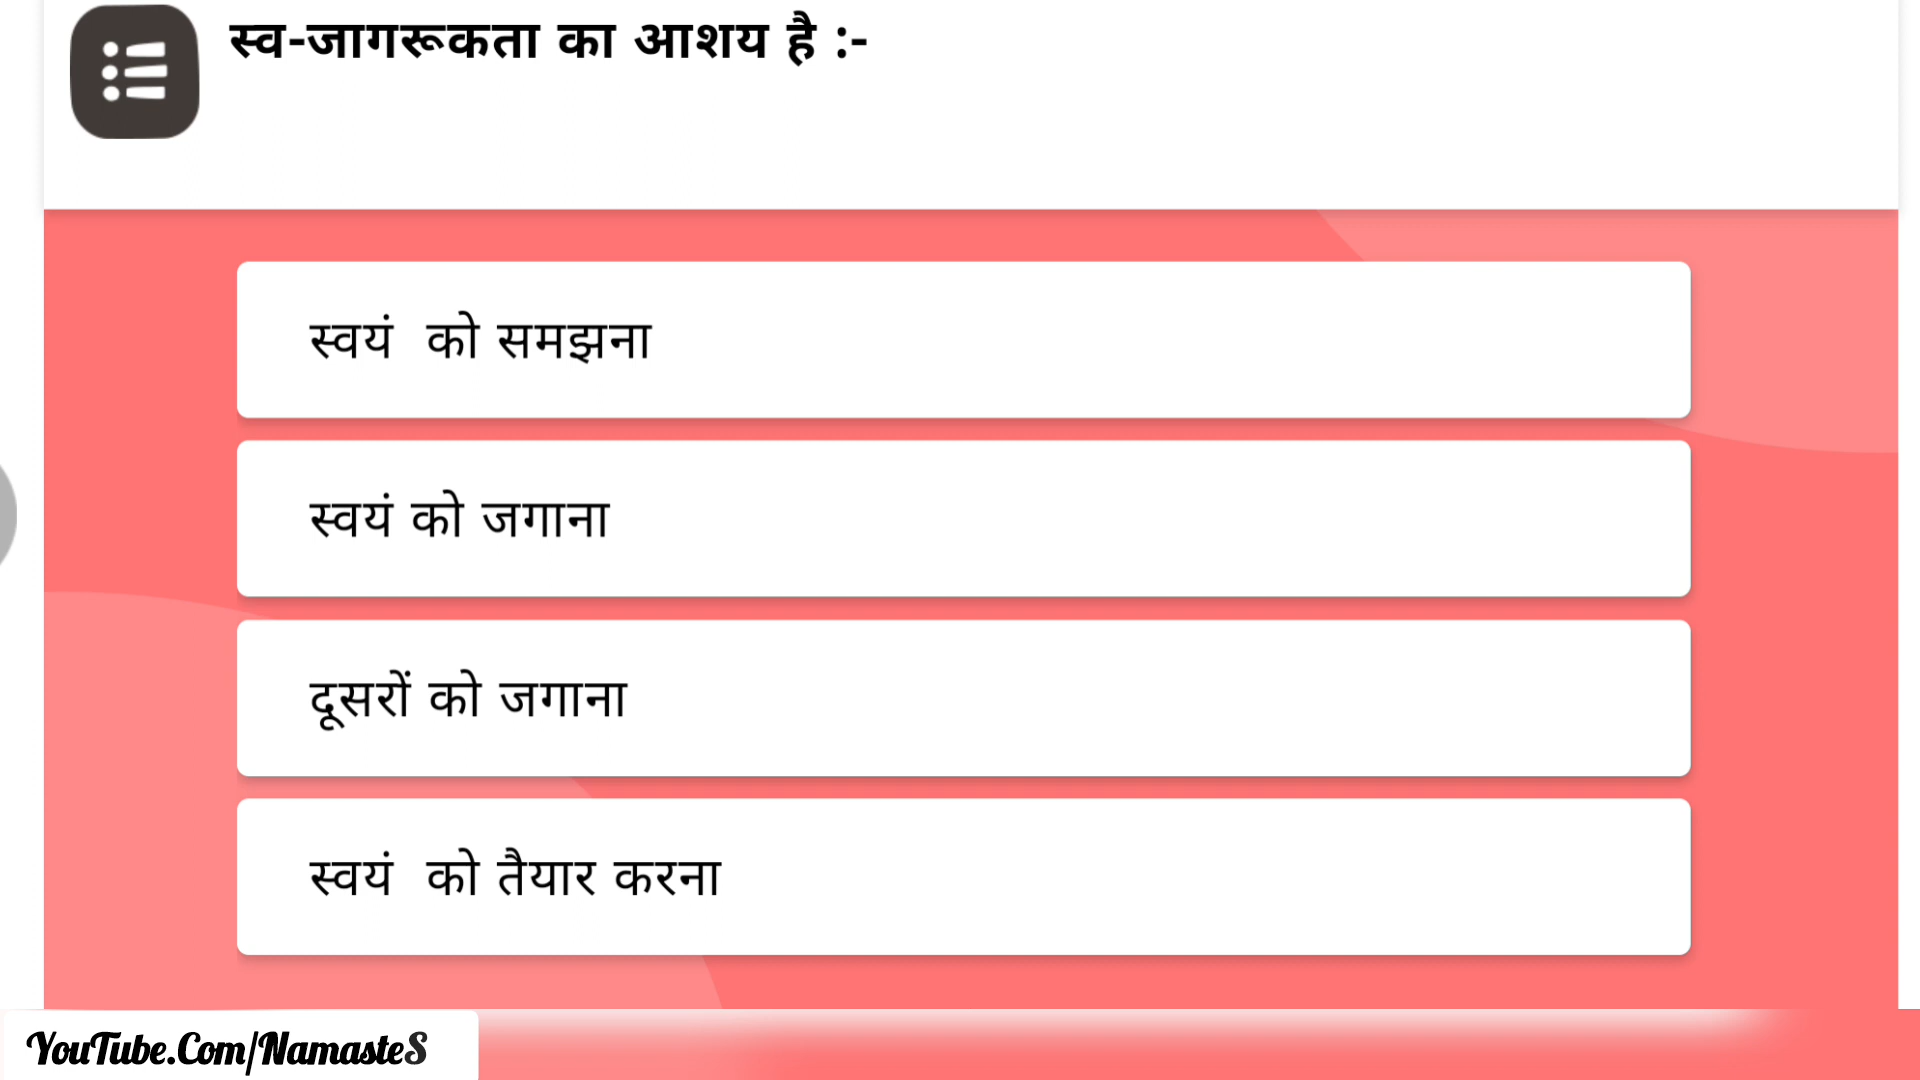 स्व-जागरूकता का आशय है :-
स्वयं को समझना
स्वयं को जगाना
दूसरों को जगाना
स्वयं को तैयार करना
YouTube.Com/NamasteS